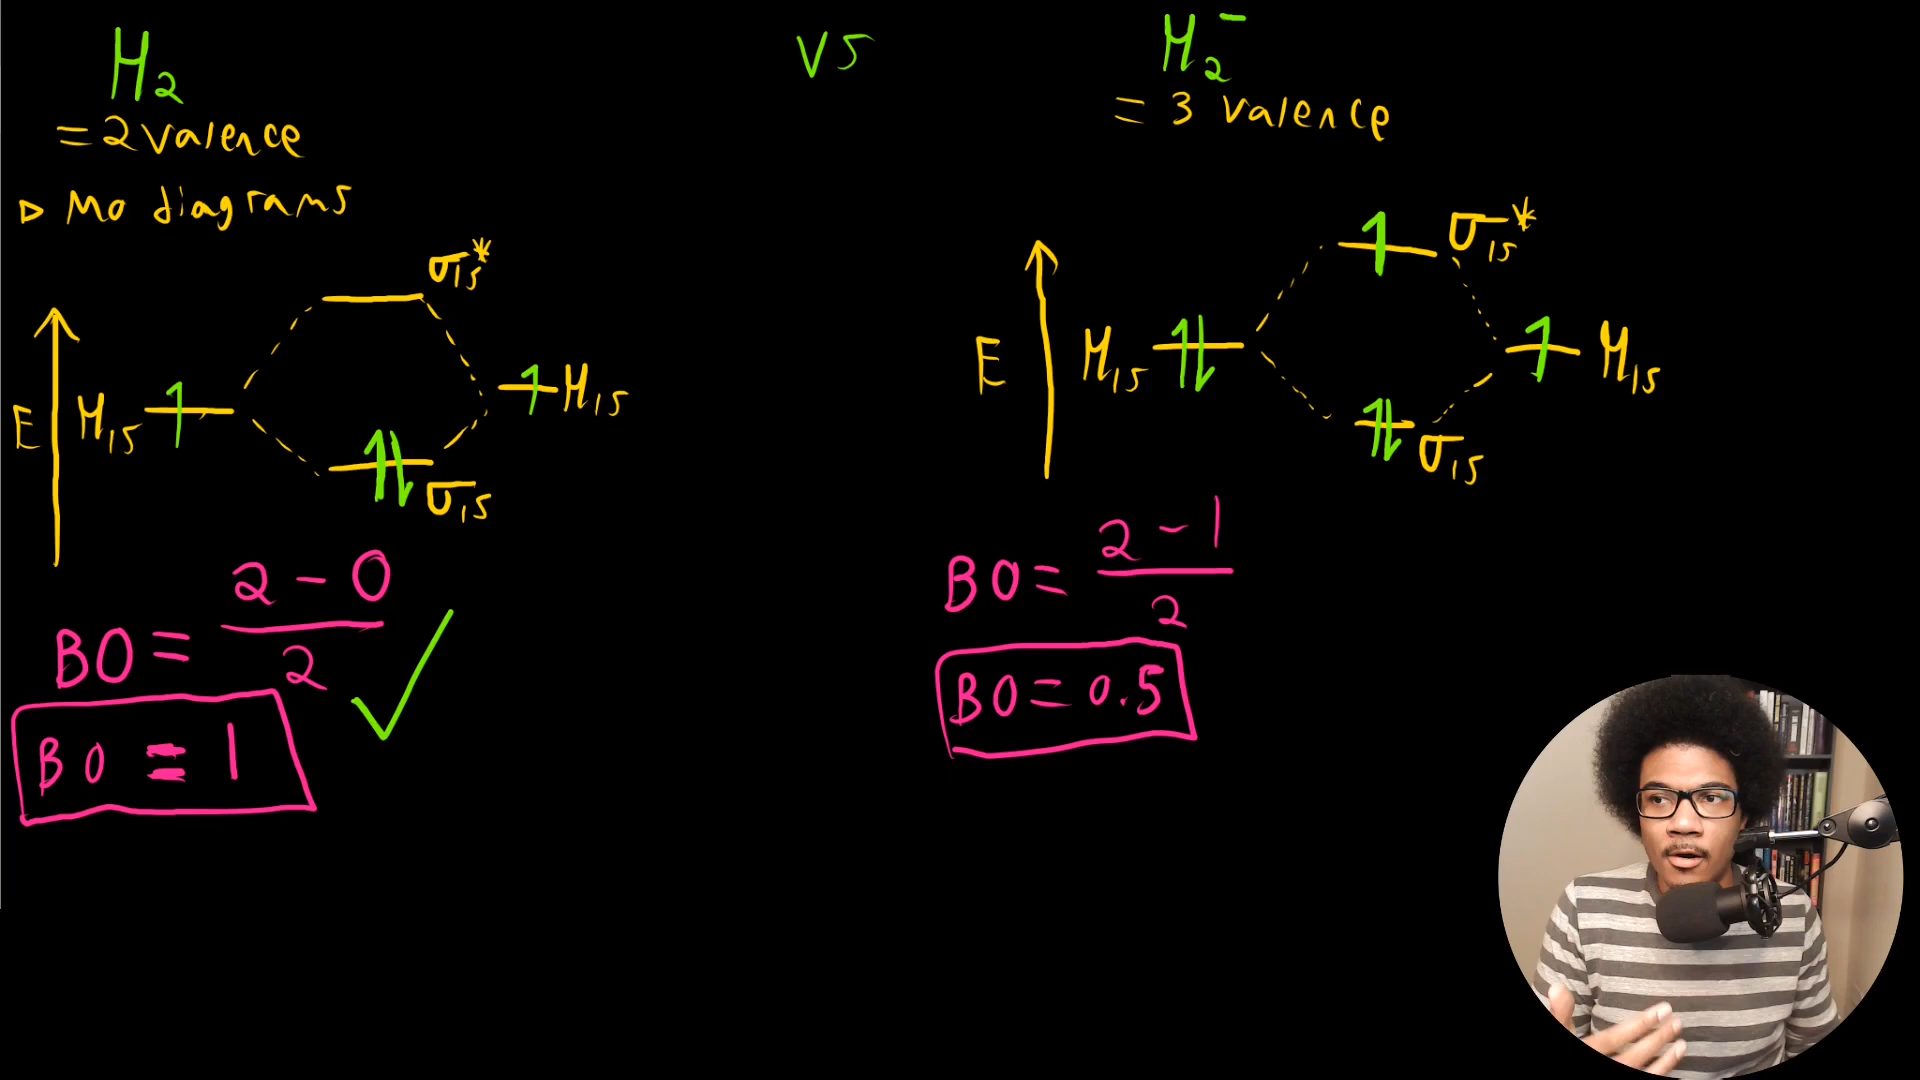 H₂
= 2 valence
▷ MO diagrams
σ1s*
E
H1s
H1s
σ1s
BO = (2 - 0)/2 ✓
BO = 1
vs
H₂⁻
= 3 valence
σ1s*
E
H1s
H1s
σ1s
BO = (2 - 1)/2
BO = 0.5